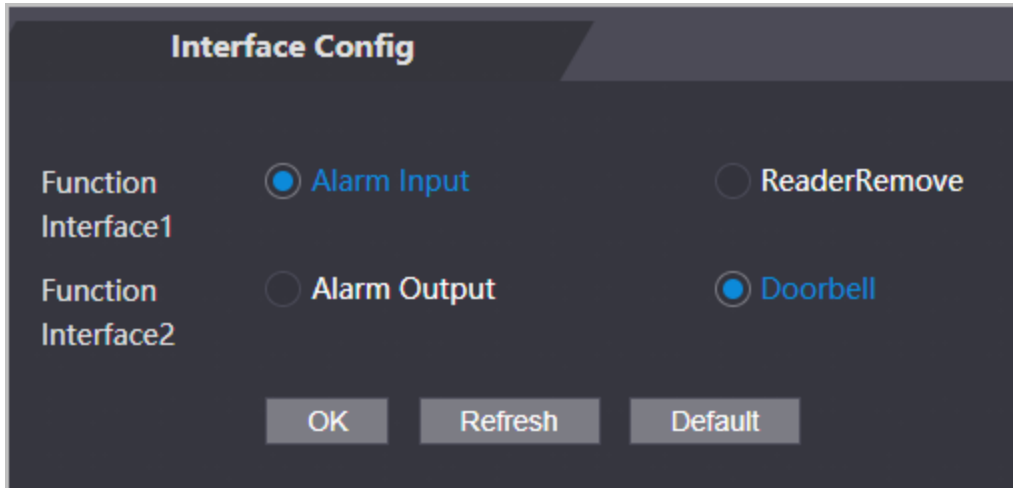 Interface Config
Function
Interface1
Alarm Input
ReaderRemove
Function
Interface2
Alarm Output
Doorbell
OK
Refresh
Default